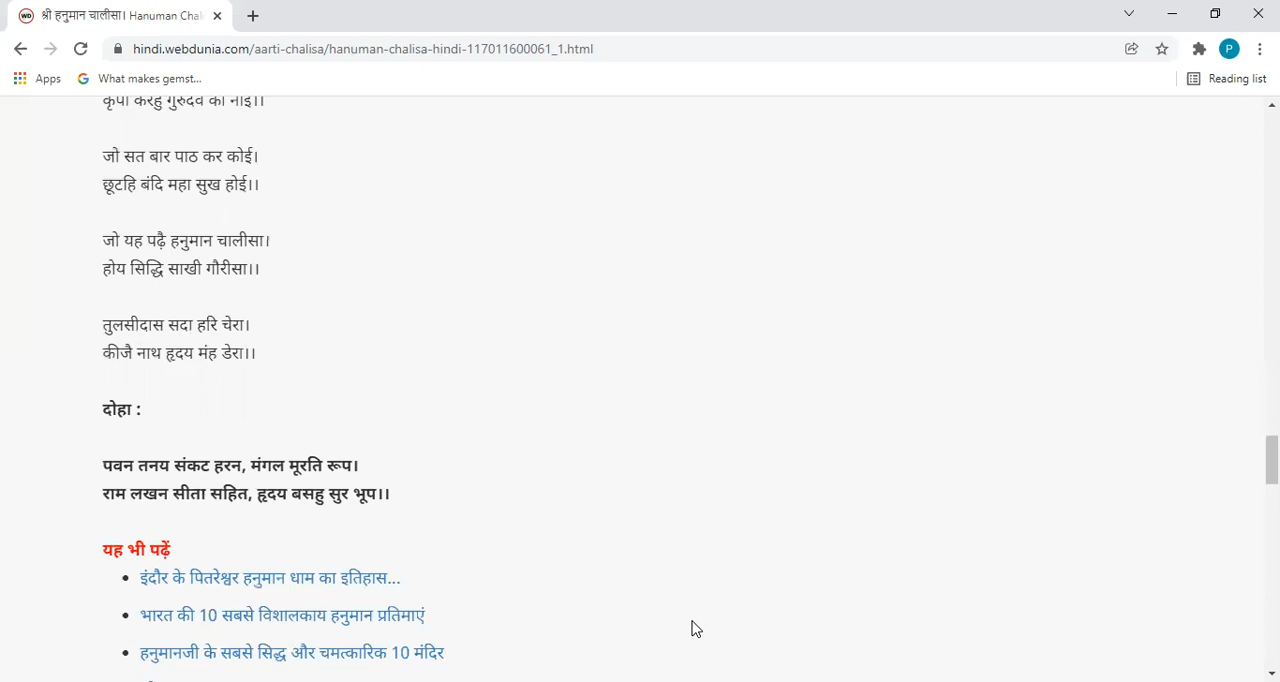 श्री हनुमान चालीसा। Hanuman Chal
hindi.webdunia.com/aarti-chalisa/hanuman-chalisa-hindi-117011600061_1.html
P
Apps
What makes gemst...
Reading list
कृपा करहु गुरुदेव की नाईं।।
जो सत बार पाठ कर कोई।
छूटहि बंदि महा सुख होई।।
जो यह पढ़ै हनुमान चालीसा।
होय सिद्धि साखी गौरीसा।।
तुलसीदास सदा हरि चेरा।
कीजै नाथ हृदय मंह डेरा।।
दोहा :
पवन तनय संकट हरन, मंगल मूरति रूप।
राम लखन सीता सहित, हृदय बसहु सुर भूप।।
यह भी पढ़ें
इंदौर के पितरेश्वर हनुमान धाम का इतिहास...
भारत की 10 सबसे विशालकाय हनुमान प्रतिमाएं
हनुमानजी के सबसे सिद्ध और चमत्कारिक 10 मंदिर